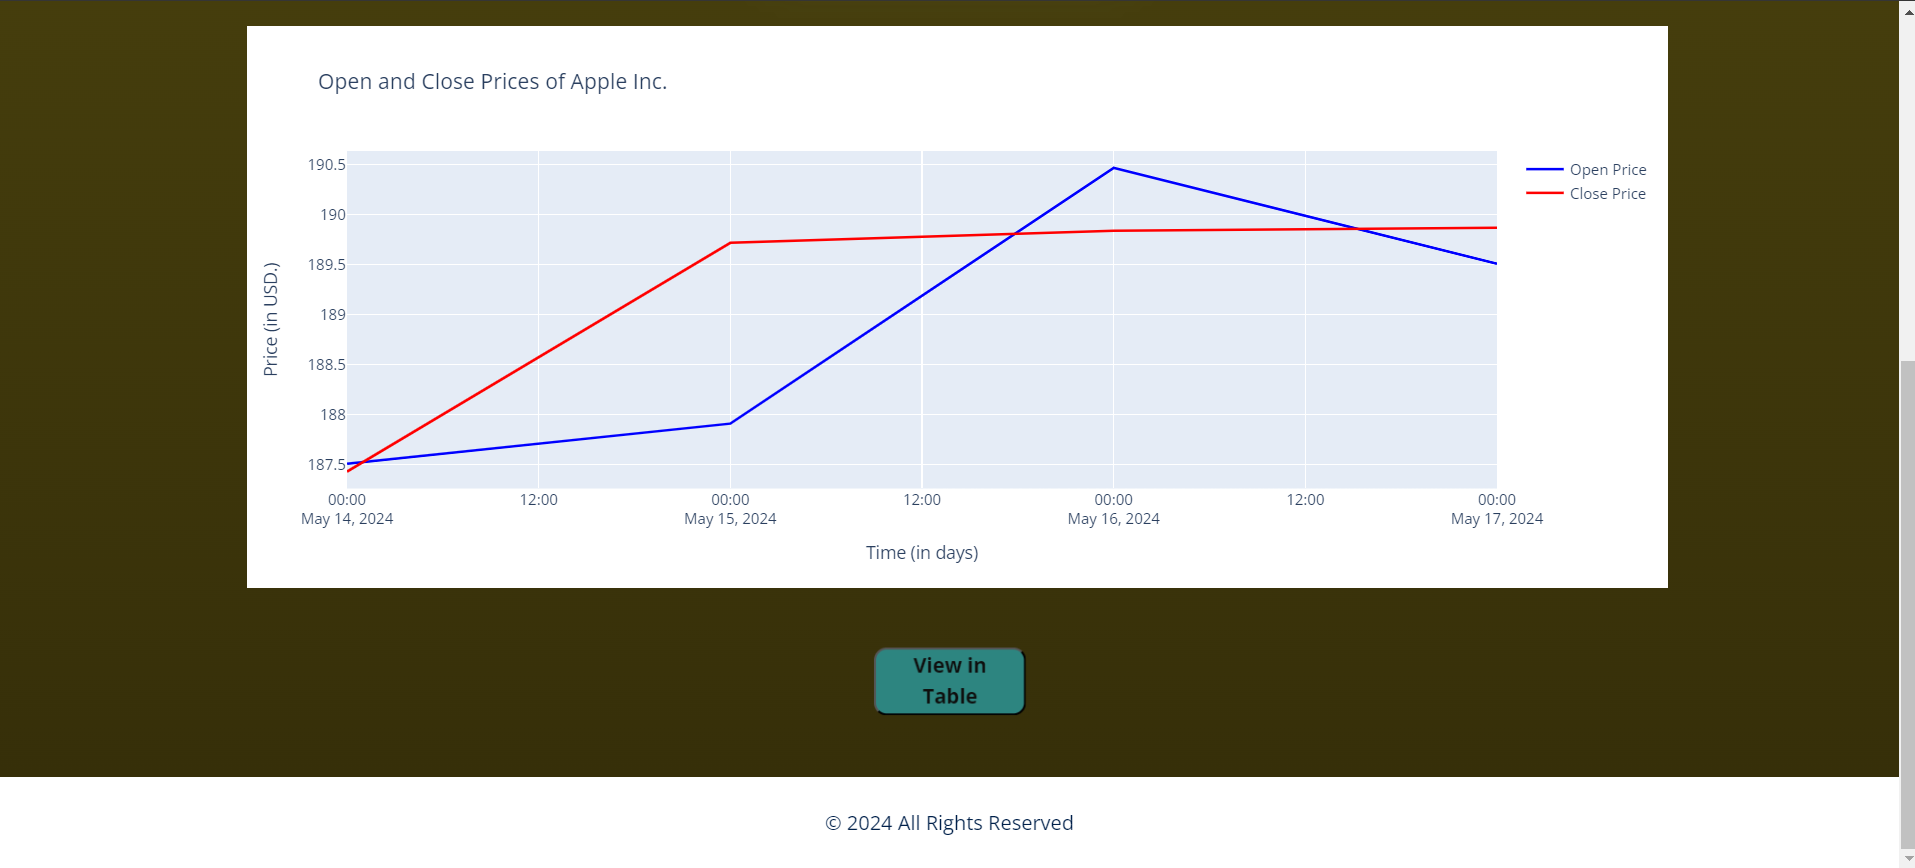 Open and Close Prices of Apple Inc.
190.5
190
189.5
189
188.5
188
187.5
Price (in USD.)
Open Price
Close Price
00:00 12:00 00:00 12:00 00:00 12:00 00:00
May 14, 2024 May 15, 2024 May 16, 2024 May 17, 2024
Time (in days)
View in
Table
© 2024 All Rights Reserved